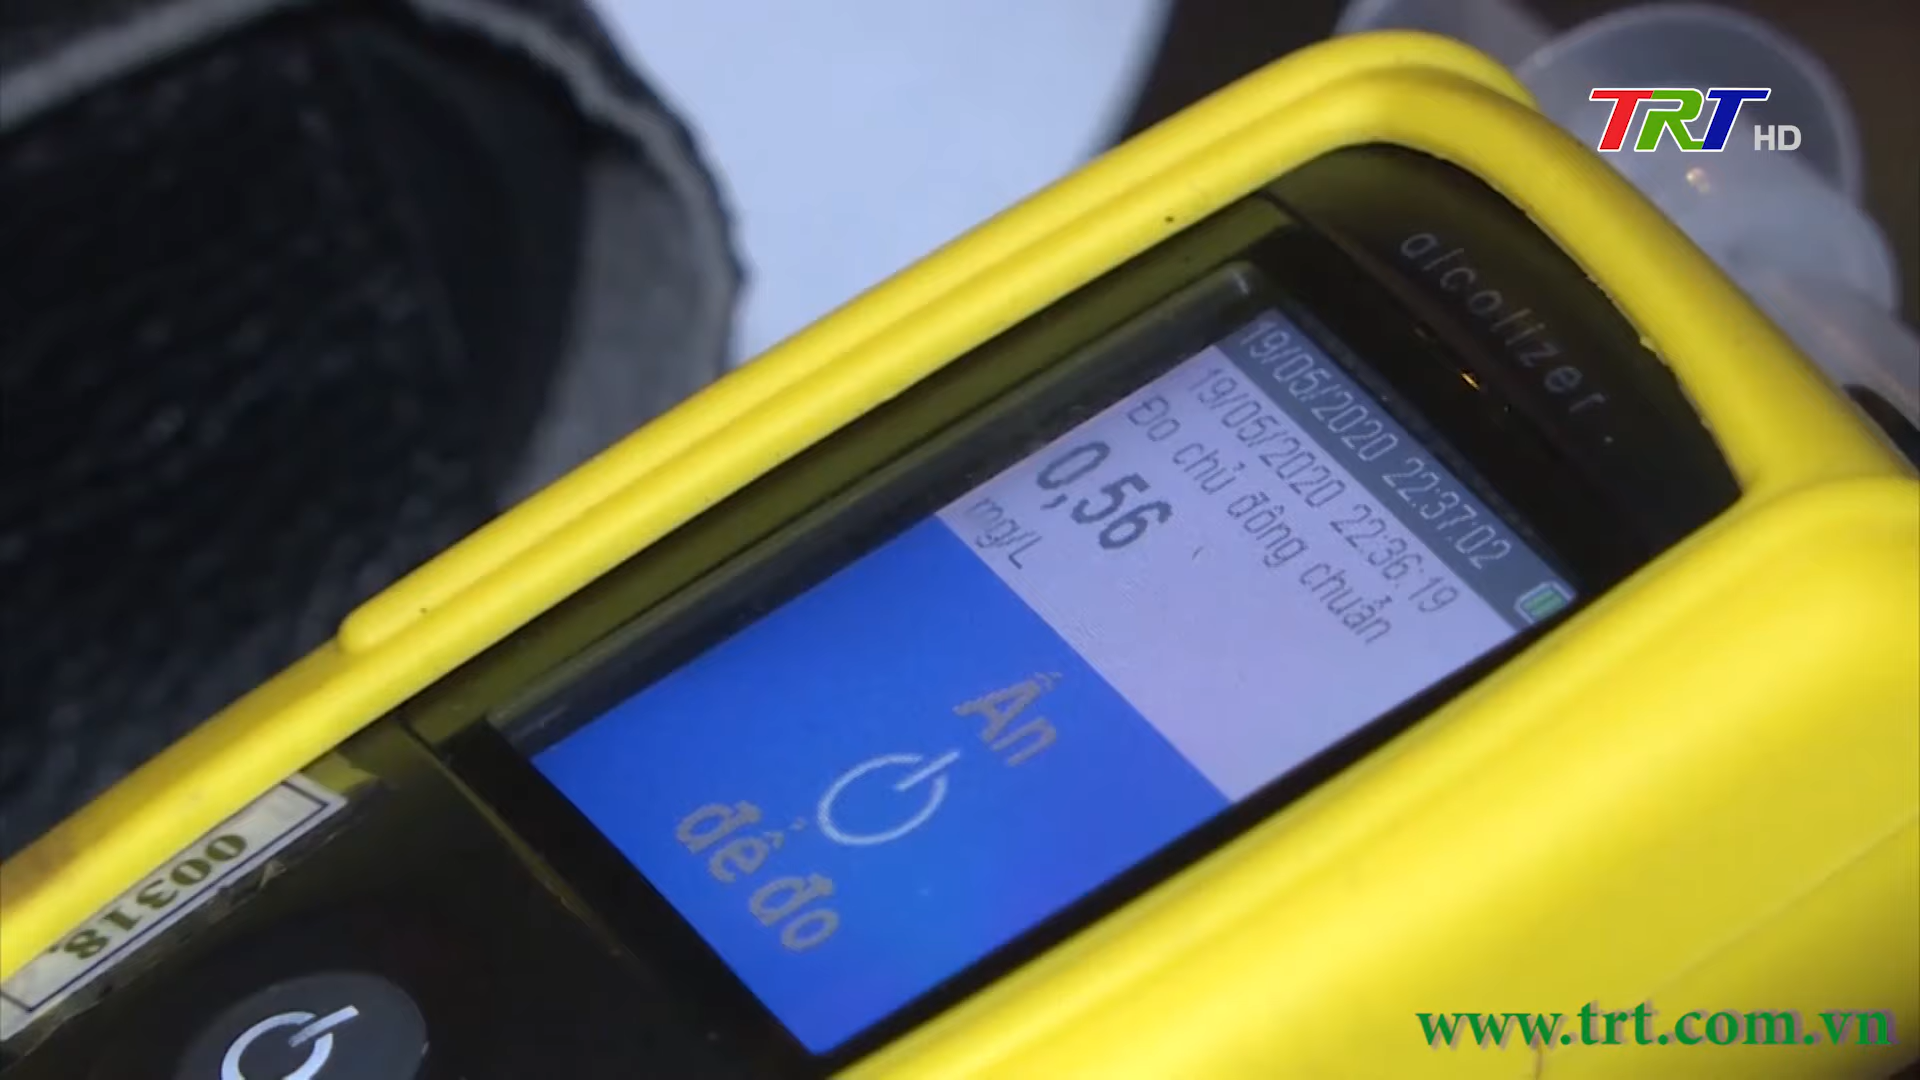 TRT HD
alcolizer
19/05/2020 22:37:02
19/05/2020 22:36:19
Đo chủ động chuẩn
0,56
mg/L
Ấn
để đo
00318
www.trt.com.vn